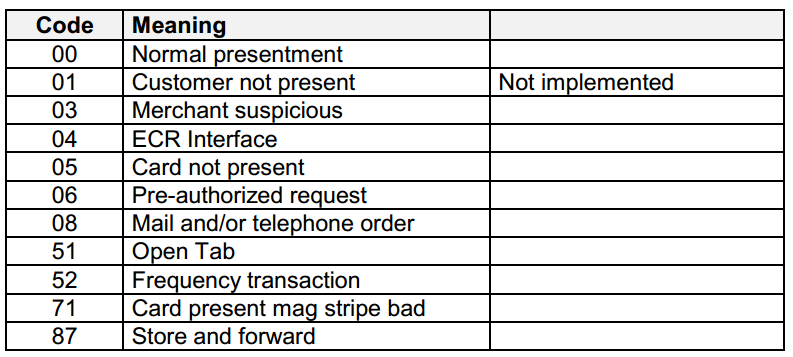 Code Meaning
00 Normal presentment
01 Customer not present Not implemented
03 Merchant suspicious
04 ECR Interface
05 Card not present
06 Pre-authorized request
08 Mail and/or telephone order
51 Open Tab
52 Frequency transaction
71 Card present mag stripe bad
87 Store and forward